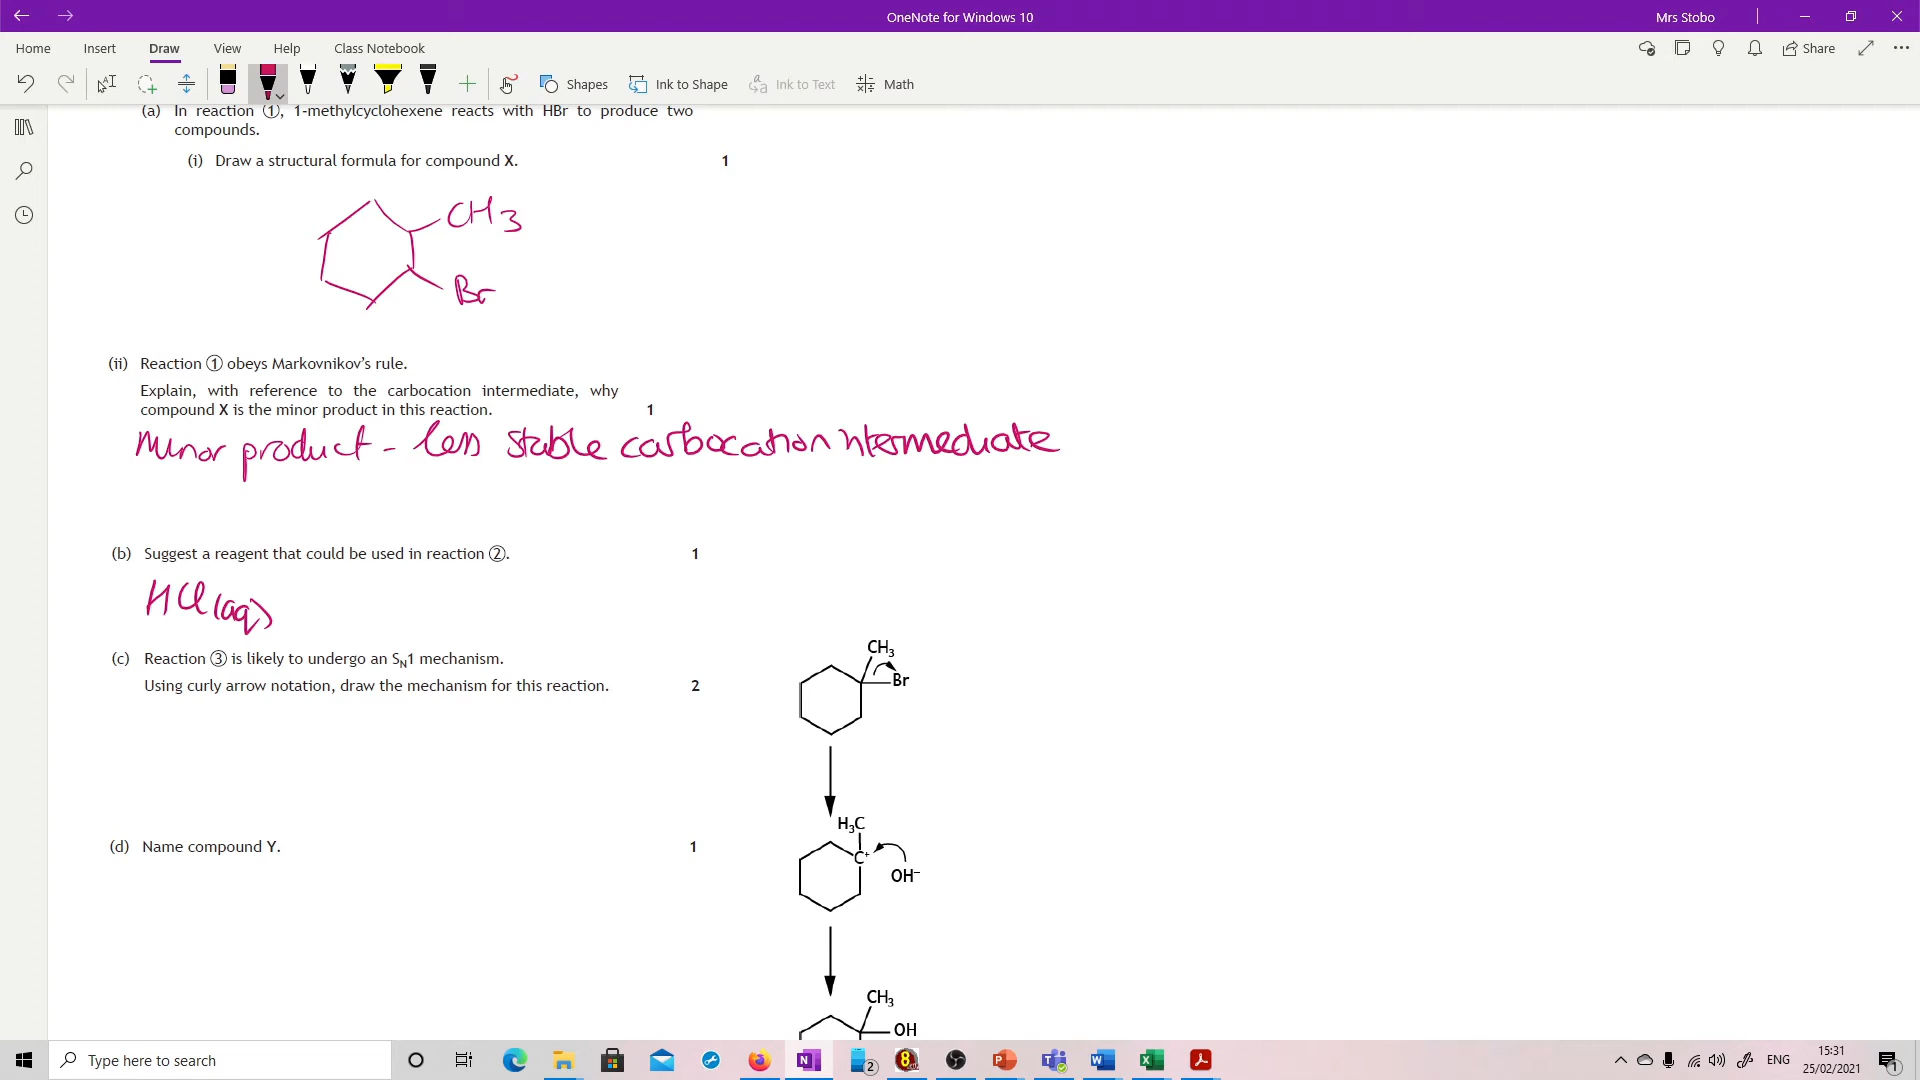 OneNote for Windows 10
Mrs Stobo
Home Insert Draw View Help Class Notebook
Share
Shapes Ink to Shape Ink to Text Math
(a) In reaction ①, 1-methylcyclohexene reacts with HBr to produce two
compounds.
(i) Draw a structural formula for compound X. 1
CH3
Br
(ii) Reaction ① obeys Markovnikov's rule.
Explain, with reference to the carbocation intermediate, why
compound X is the minor product in this reaction. 1
Minor product - less stable carbocation intermediate
(b) Suggest a reagent that could be used in reaction ②. 1
HCl(aq)
(c) Reaction ③ is likely to undergo an SN1 mechanism.
Using curly arrow notation, draw the mechanism for this reaction. 2
CH3
Br
H3C
C+
OH−
(d) Name compound Y. 1
CH3
OH
Type here to search
ENG
15:31
25/02/2021